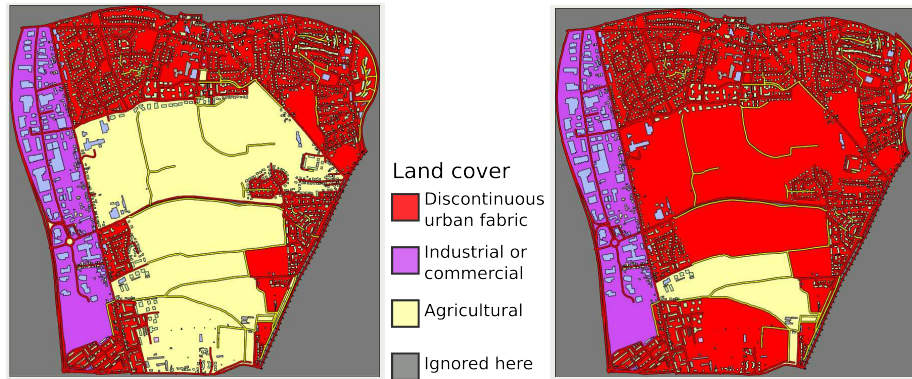 Land cover
Discontinuous
urban fabric
Industrial or
commercial
Agricultural
Ignored here